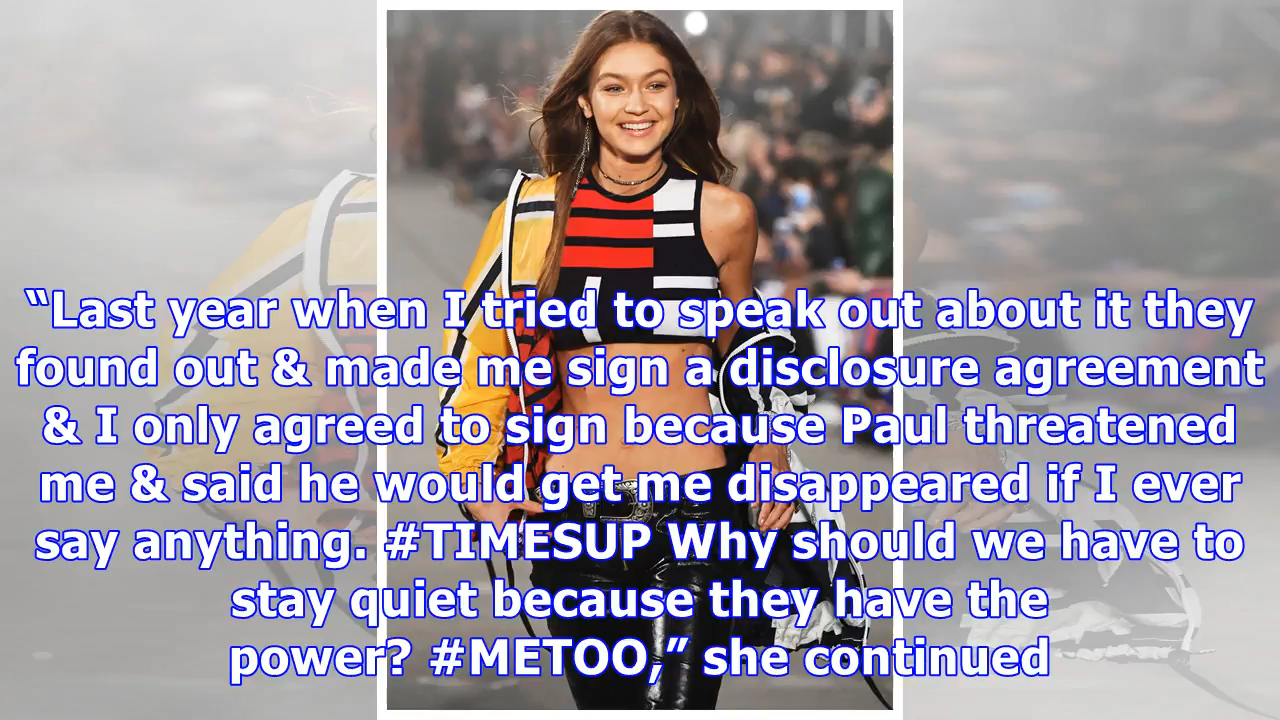 “Last year when I tried to speak out about it they
found out & made me sign a disclosure agreement
& I only agreed to sign because Paul threatened
me & said he would get me disappeared if I ever
say anything. #TIMESUP Why should we have to
stay quiet because they have the
power? #METOO,” she continued